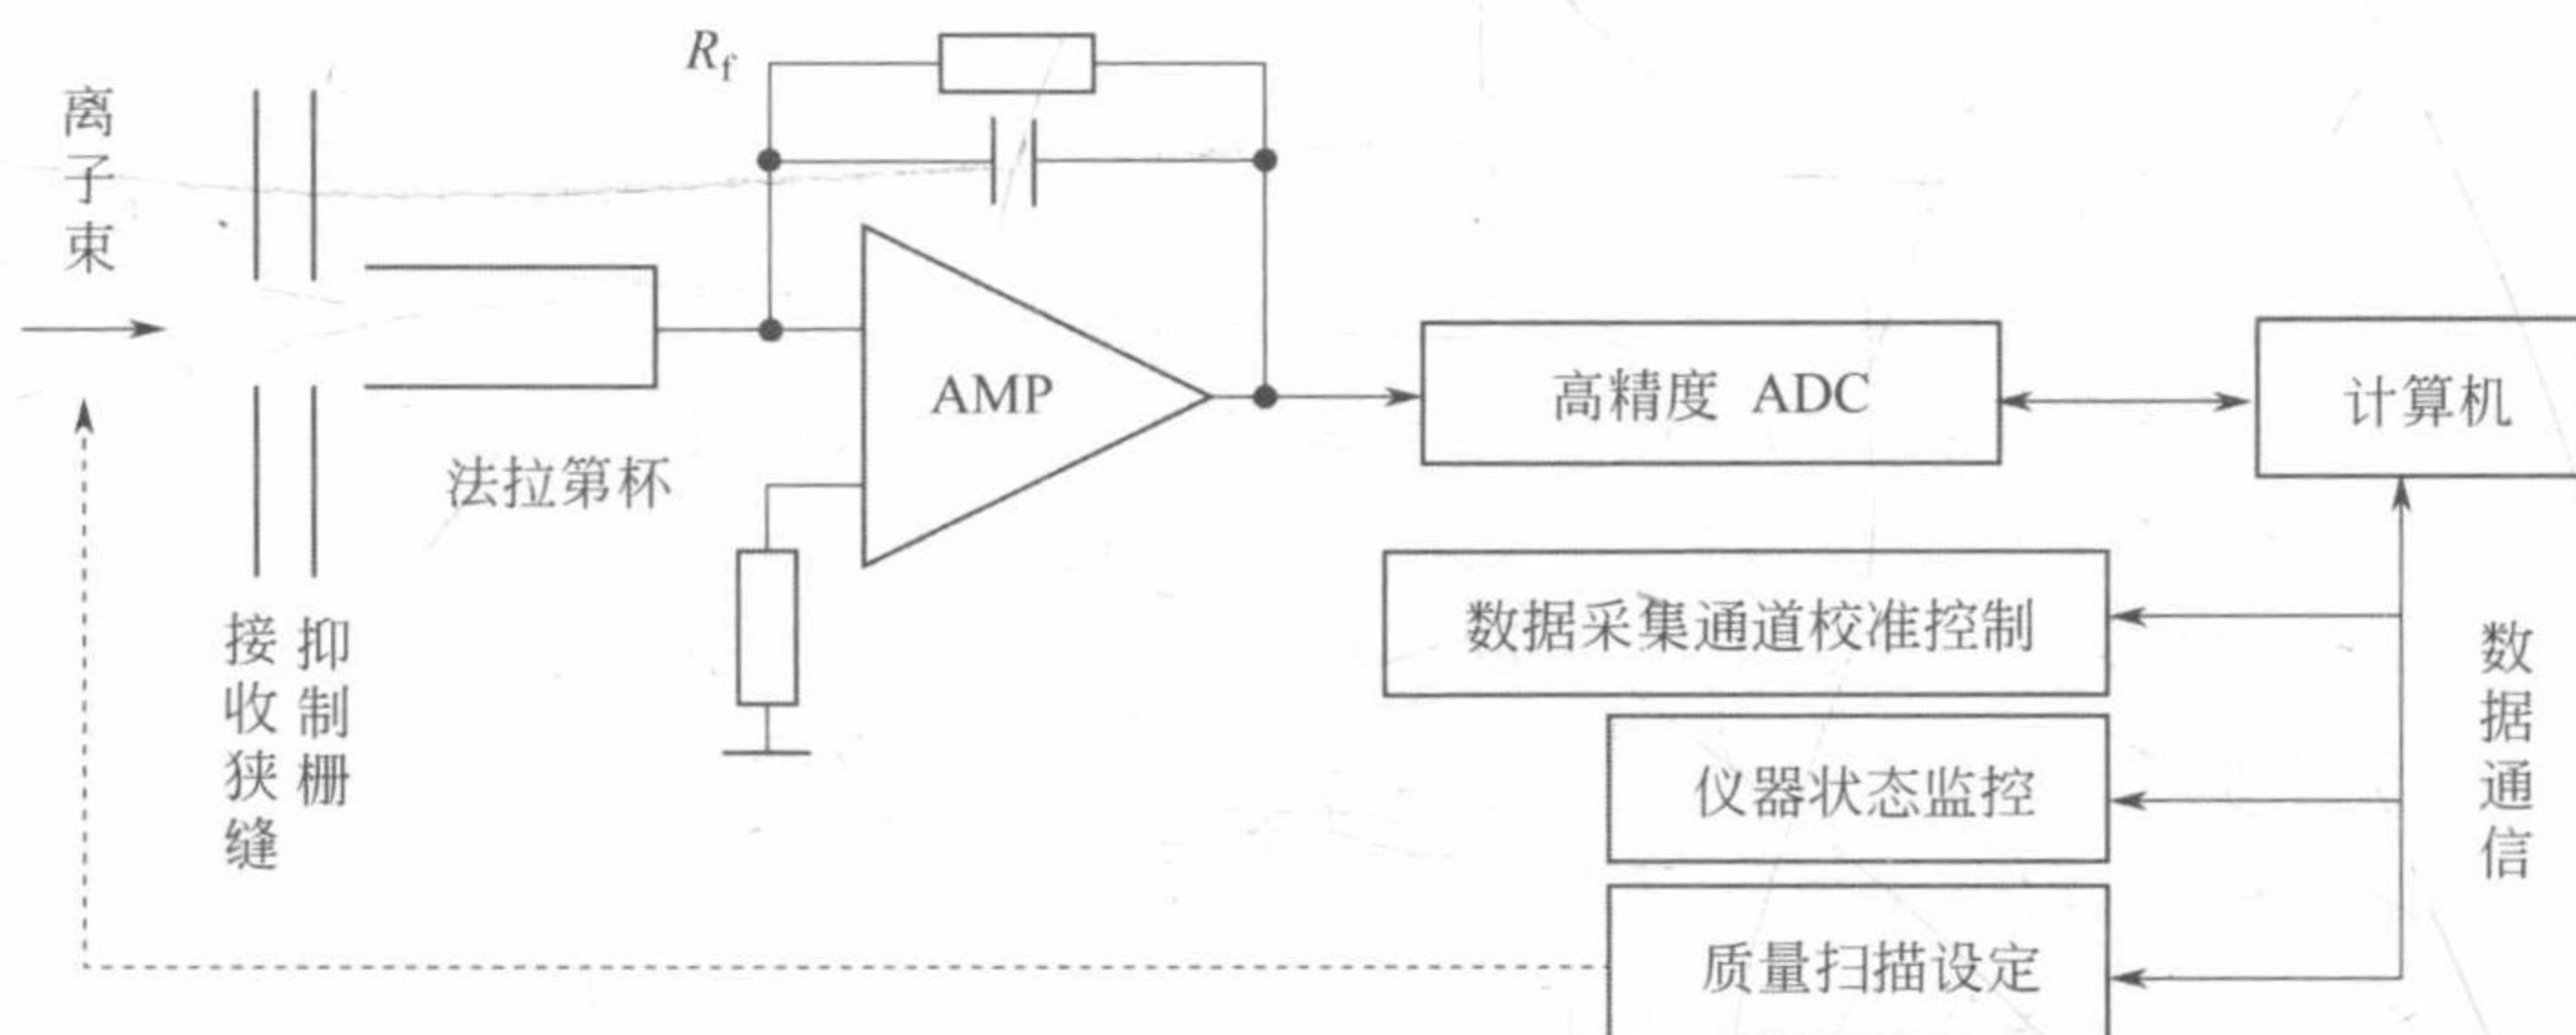 离子束
R_f
AMP
高精度 ADC
计算机
法拉第杯
接收狭缝
抑制栅
数据采集通道校准控制
仪器状态监控
质量扫描设定
数据通信